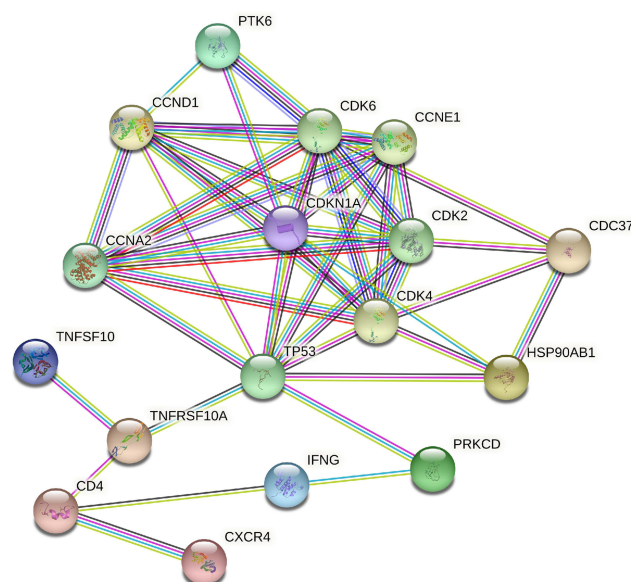 PTK6
CCND1
CDK6
CCNE1
CDKN1A
CDK2
CDC37
CCNA2
CDK4
TNFSF10
TP53
HSP90AB1
TNFRSF10A
IFNG
PRKCD
CD4
CXCR4